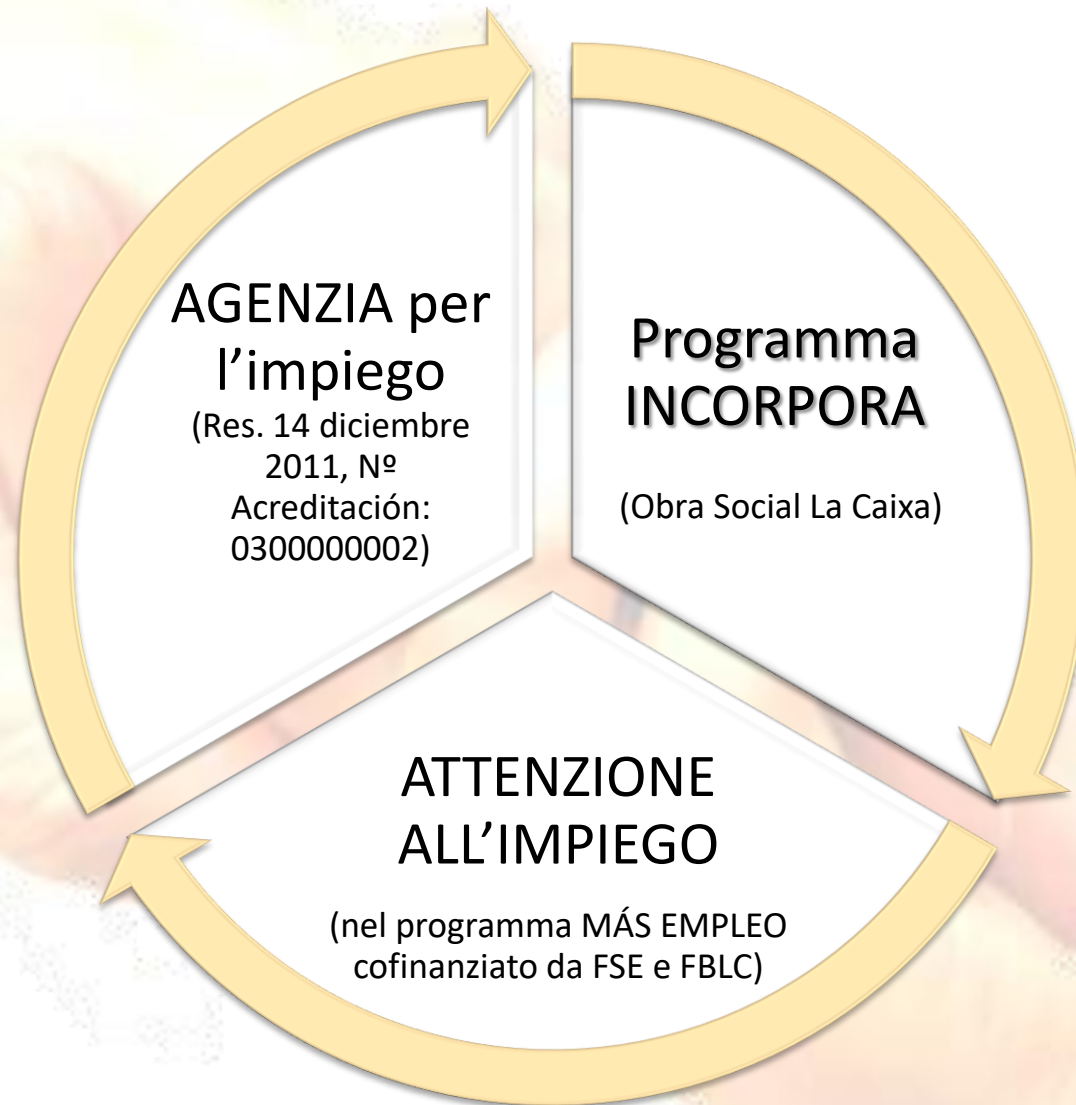 AGENZIA per
l’impiego
(Res. 14 diciembre
2011, Nº
Acreditación:
0300000002)
Programma
INCORPORA
(Obra Social La Caixa)
ATTENZIONE
ALL’IMPIEGO
(nel programma MÁS EMPLEO
cofinanziato da FSE e FBLC)